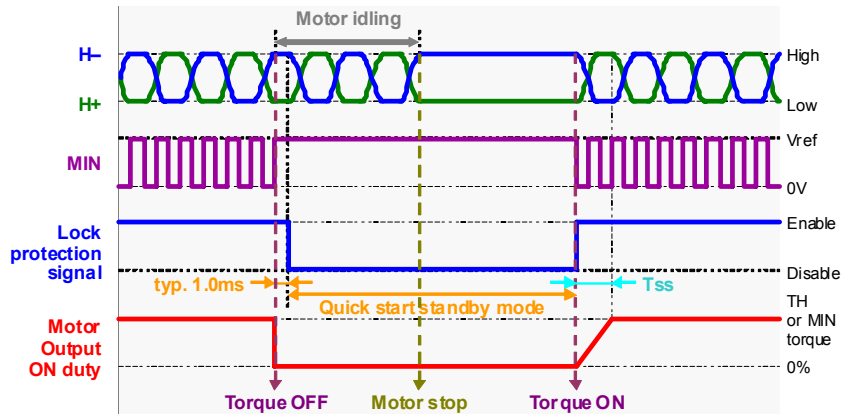 Motor idling
H−
H+
High
Low
MIN
Vref
0V
Lock
protection
signal
Enable
Disable
typ. 1.0ms
Quick start standby mode
Tss
Motor
Output
ON duty
TH
or MIN
torque
0%
Torque OFF
Motor stop
Torque ON